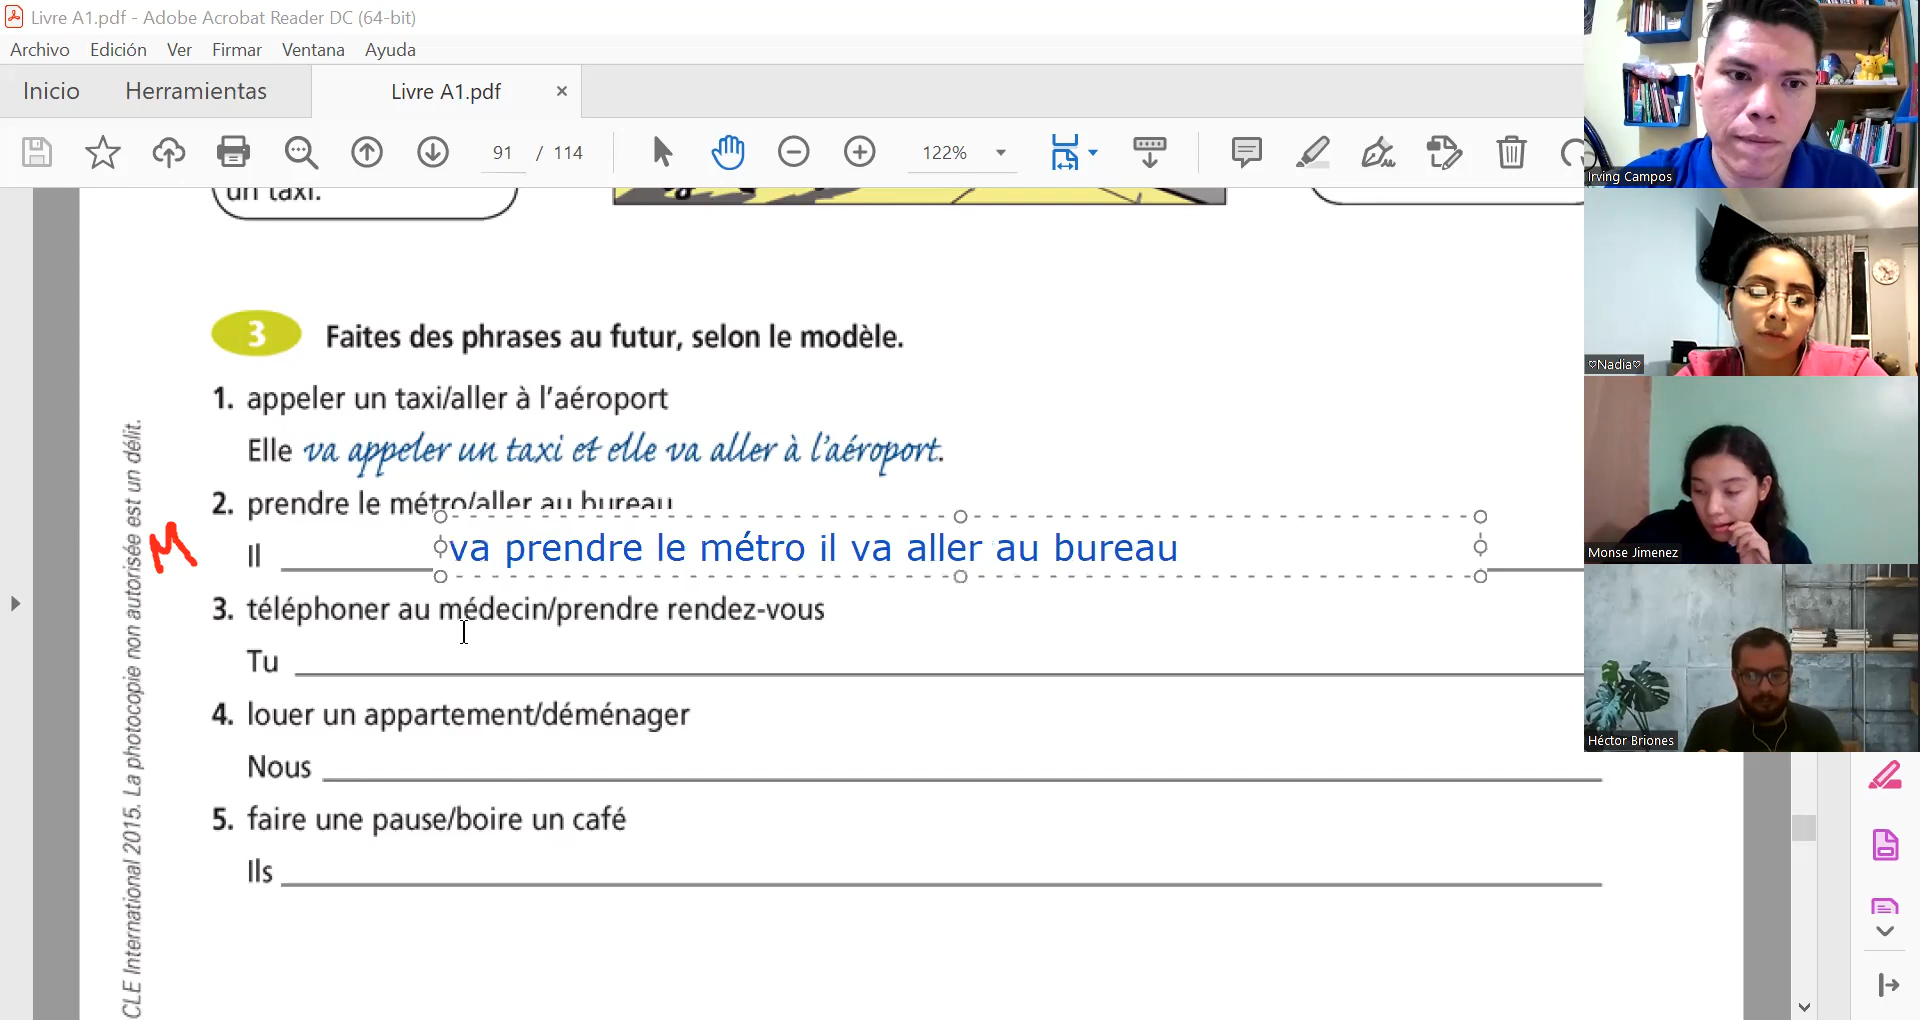 Livre A1.pdf - Adobe Acrobat Reader DC (64-bit)
Archivo Edición Ver Firmar Ventana Ayuda
Inicio Herramientas Livre A1.pdf ×
91 / 114 122%
un taxi.
3 Faites des phrases au futur, selon le modèle.
1. appeler un taxi/aller à l'aéroport
Elle va appeler un taxi et elle va aller à l'aéroport.
2. prendre le métro/aller au bureau
M
Il va prendre le métro il va aller au bureau
3. téléphoner au médecin/prendre rendez-vous
Tu
4. louer un appartement/déménager
Nous
5. faire une pause/boire un café
Ils
CLE International 2015. La photocopie non autorisée est un délit.
Irving Campos
♡Nadia♡
Monse Jimenez
Héctor Briones